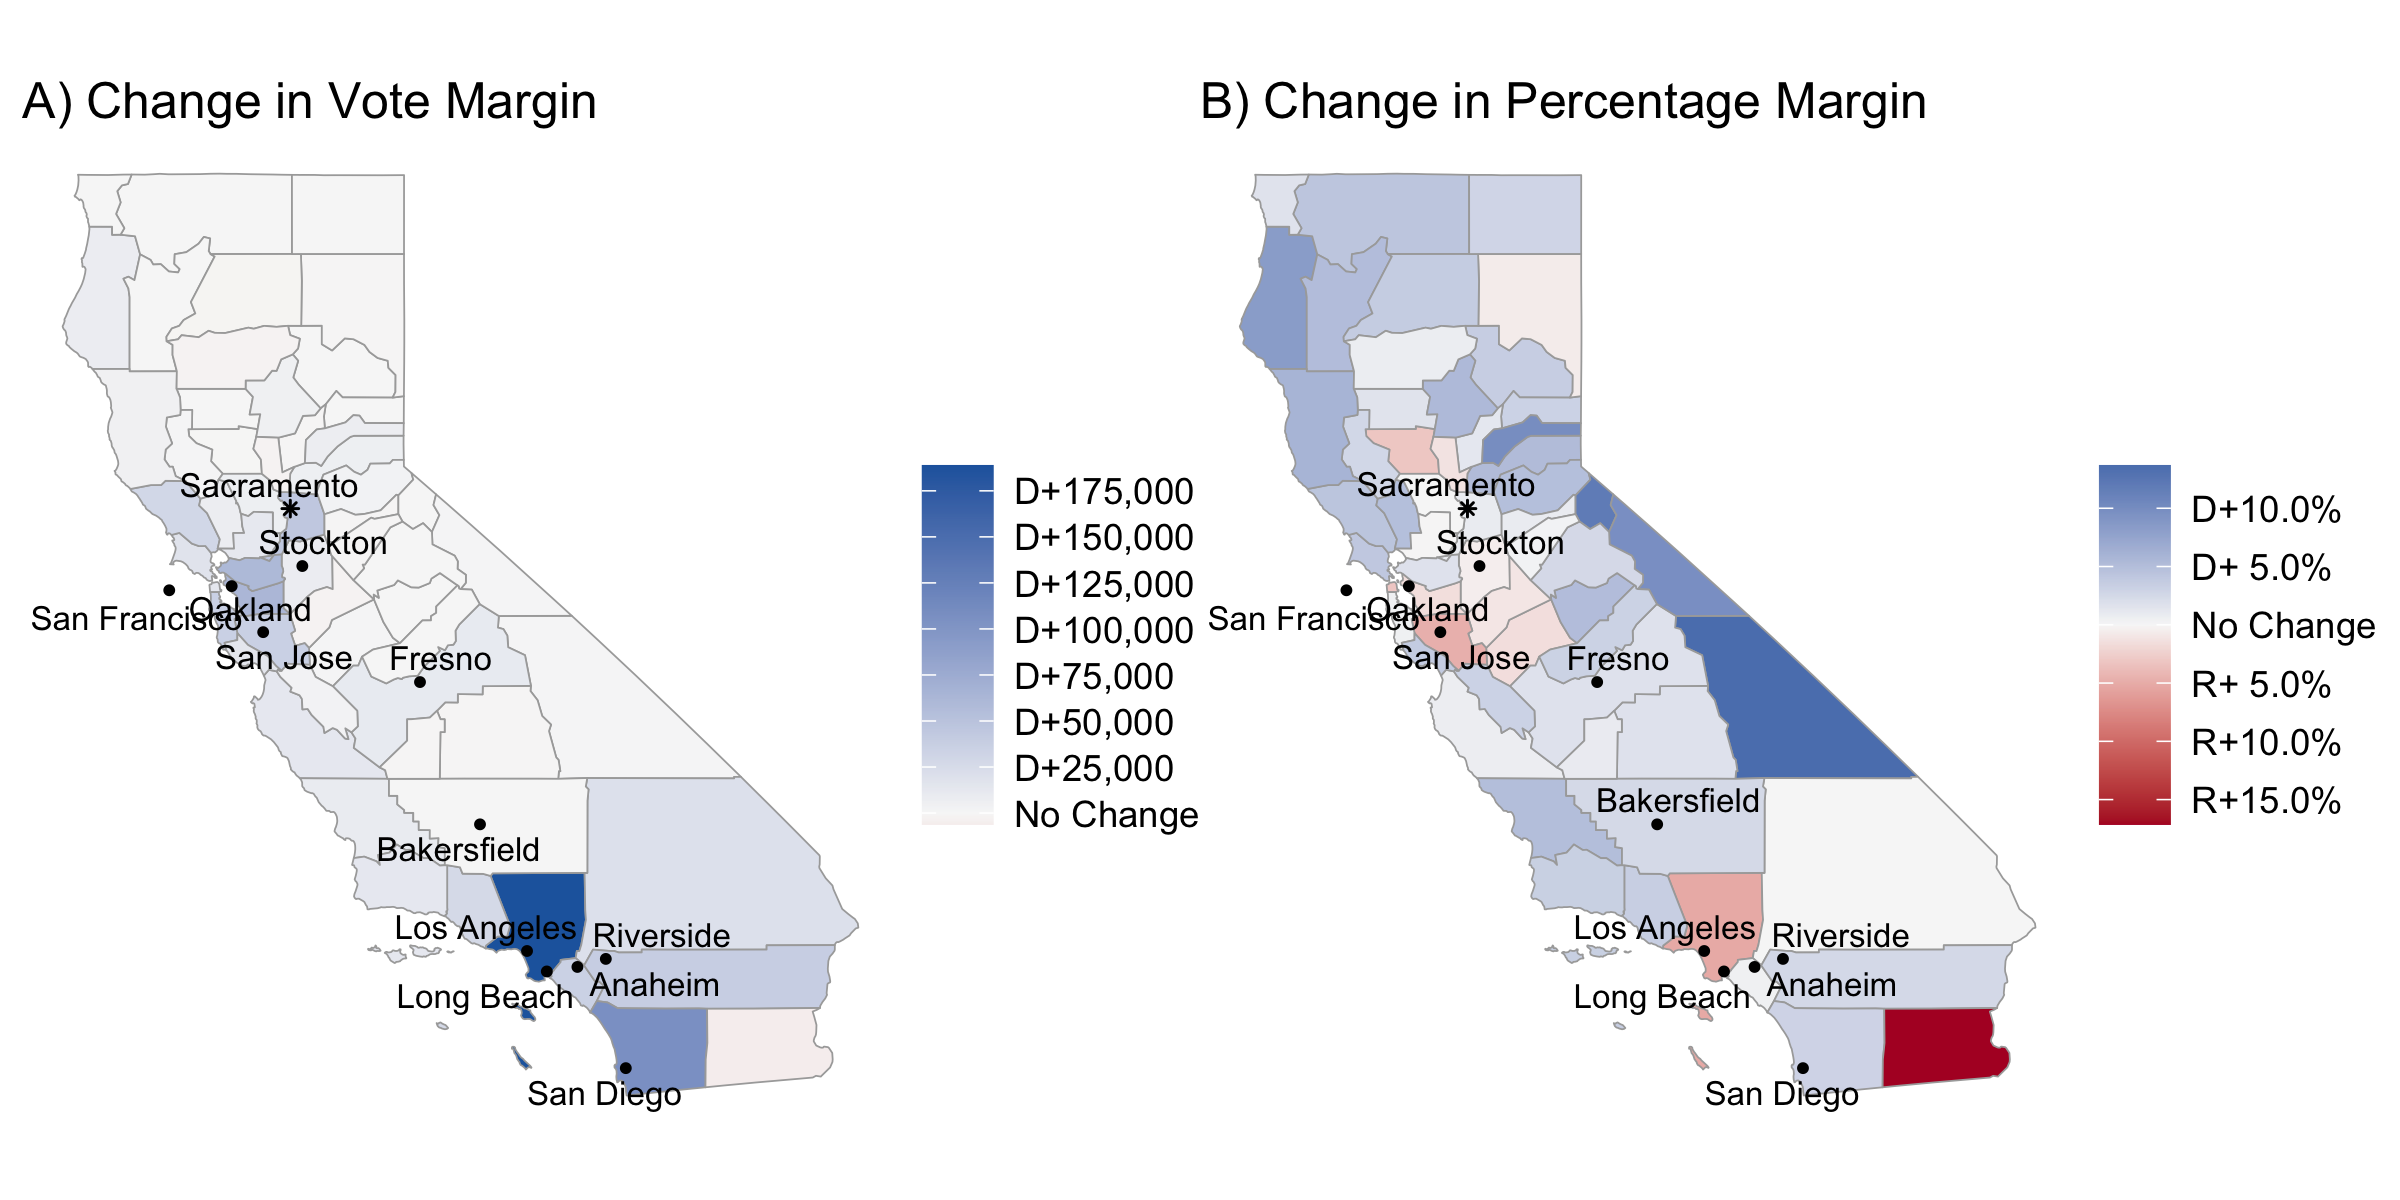 A) Change in Vote Margin
Sacramento
Stockton
Oakland
San Francisco
San Jose
Fresno
Bakersfield
Los Angeles
Riverside
Anaheim
Long Beach
San Diego
D+175,000
D+150,000
D+125,000
D+100,000
D+75,000
D+50,000
D+25,000
No Change
B) Change in Percentage Margin
Sacramento
Stockton
Oakland
San Francisco
San Jose
Fresno
Bakersfield
Los Angeles
Riverside
Anaheim
Long Beach
San Diego
D+10.0%
D+ 5.0%
No Change
R+ 5.0%
R+10.0%
R+15.0%